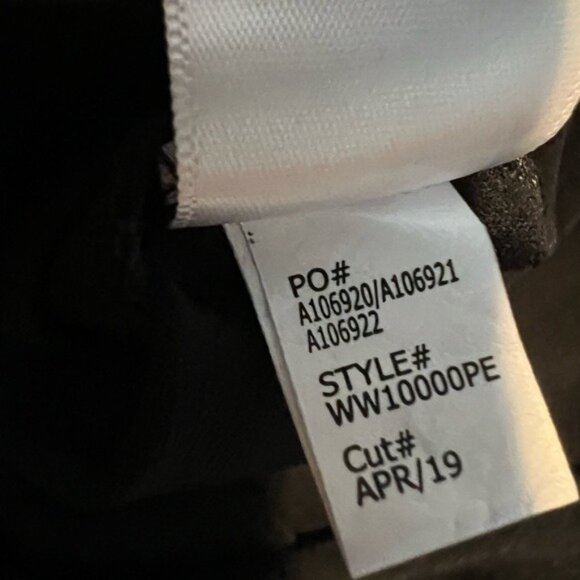 PO#
A106920/A106921
A106922
STYLE#
WW10000PE
Cut#
APR/19